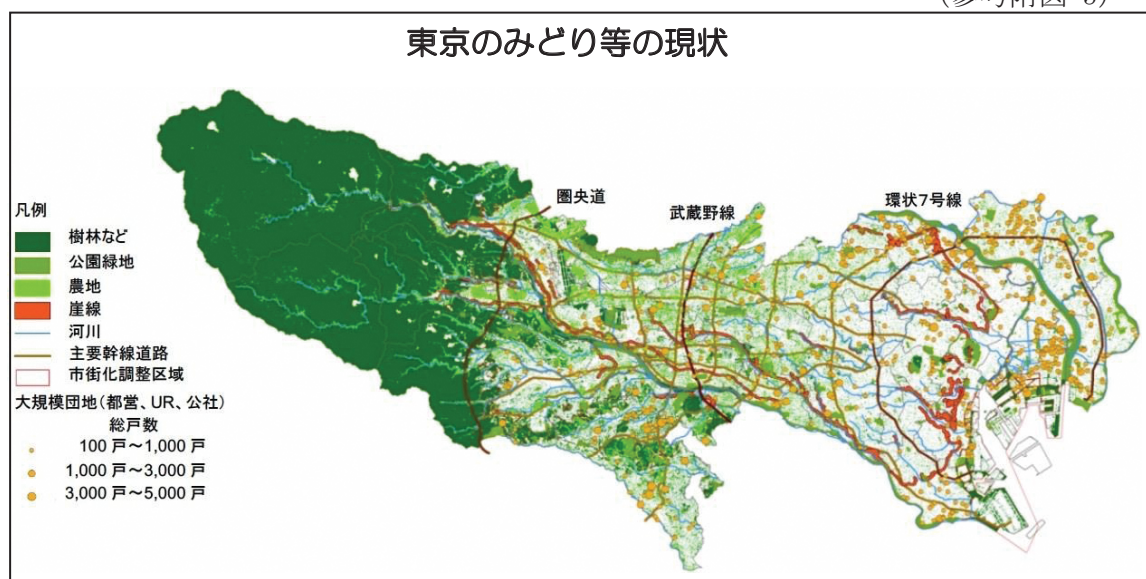 東京のみどり等の現状
圏央道
武蔵野線
環状7号線
凡例
樹林など
公園緑地
農地
崖線
河川
主要幹線道路
市街化調整区域
大規模団地(都営、UR、公社)
総戸数
100 戸～1,000 戸
1,000 戸～3,000 戸
3,000 戸～5,000 戸